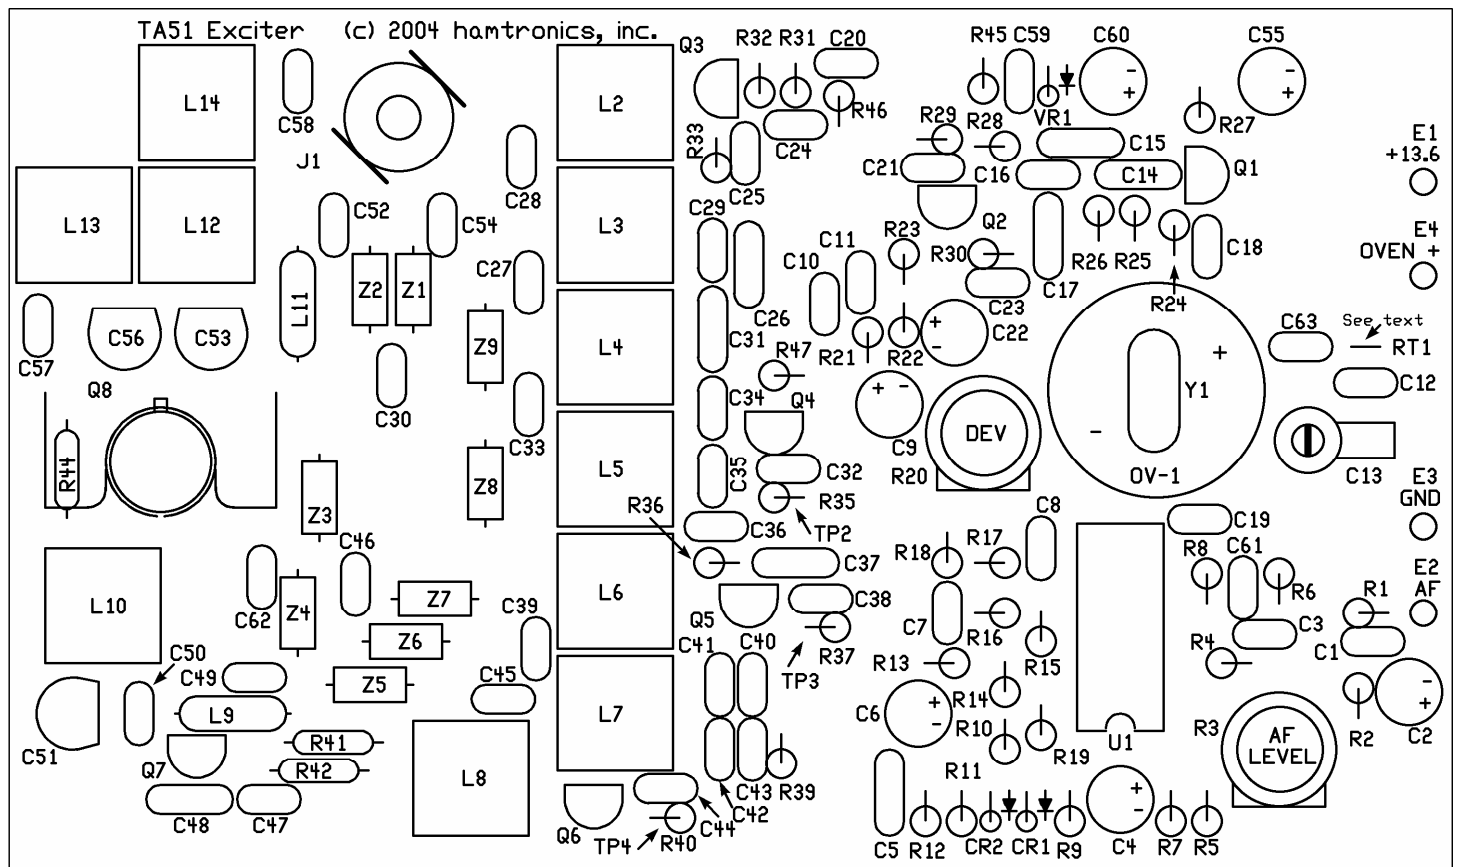 TA51 Exciter (c) 2004 hamtronics, inc.
Q3
R32
R31
C20
R45
C59
C60
C55
L14
C58
L2
R46
VR1
R27
J1
C28
R33
C25
C24
R29
R28
C21
C16
C15
C14
Q1
E1
+13.6
L13
L12
C52
C54
L3
C29
C11
R23
Q2
R30
R26
R25
C18
E4
OVEN +
C10
C27
C26
C23
C17
R24
L11
Z2
Z1
C57
C56
C53
Z9
L4
C31
R47
R21
R22
C22
C63
See text
RT1
C12
Q8
C30
C33
C34
Q4
C9
DEV
R20
Y1
OV-1
C13
R44
Z3
Z8
L5
C35
C32
R35
TP2
R36
C36
C8
C19
E3
GND
C46
C37
R18
R17
R8
C61
R6
E2
AF
R1
L10
C62
Z4
Z7
Z6
Z5
C39
L6
Q5
C38
R37
TP3
C7
R16
R15
C3
R4
C1
C50
C49
C45
C41
C40
R13
R14
C51
L9
L7
C6
R10
R19
U1
R3
AF
LEVEL
R2
C2
Q7
R41
R42
L8
C43
R39
C42
C44
R11
C48
C47
Q6
TP4
R40
C5
R12
CR2
CR1
R9
C4
R7
R5